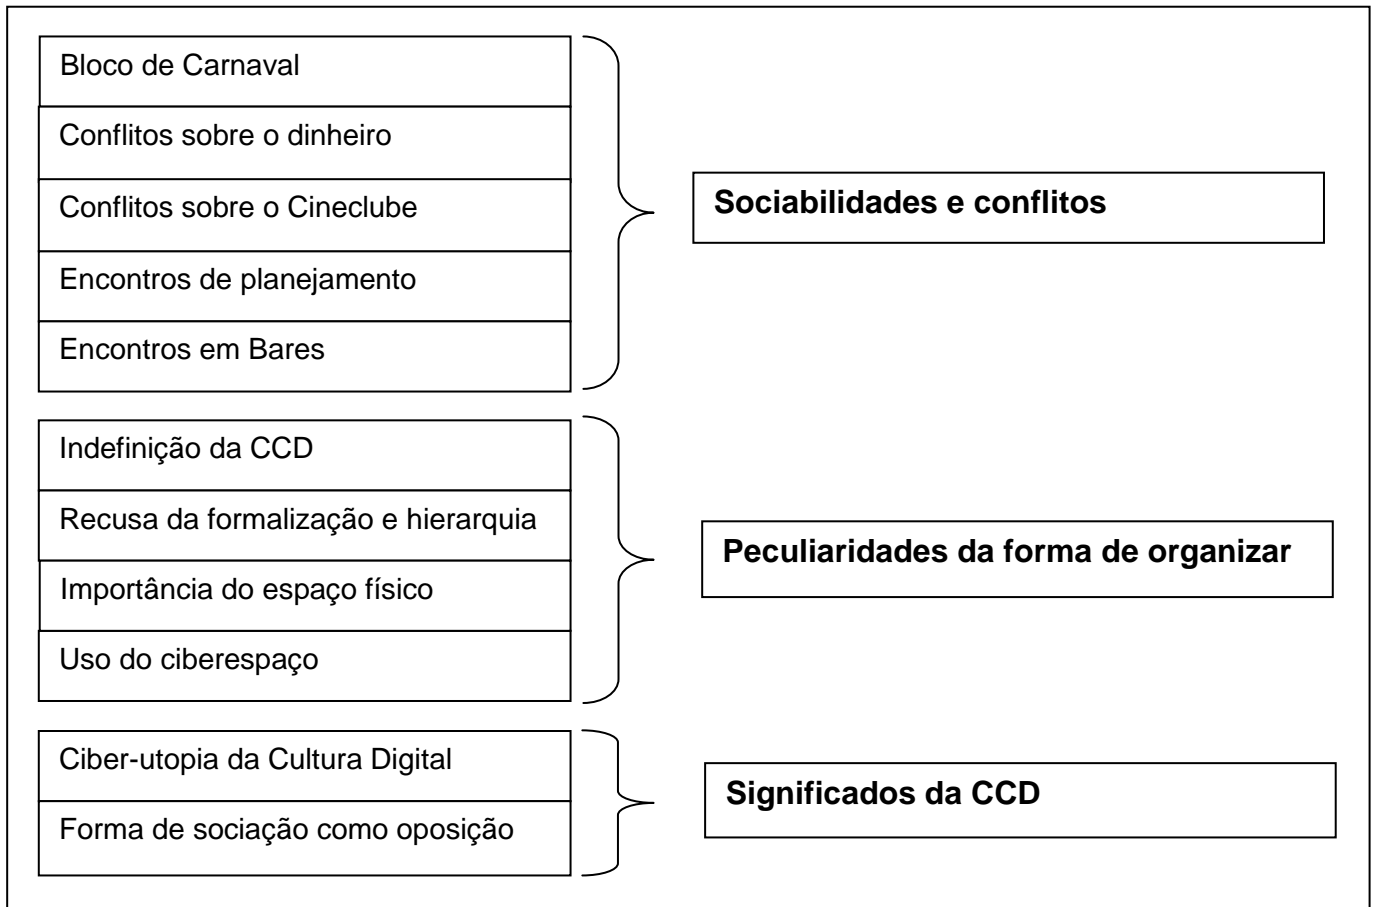 Bloco de Carnaval
Conflitos sobre o dinheiro
Conflitos sobre o Cineclube
Encontros de planejamento
Encontros em Bares
Sociabilidades e conflitos
Indefinição da CCD
Recusa da formalização e hierarquia
Importância do espaço físico
Uso do ciberespaço
Peculiaridades da forma de organizar
Ciber-utopia da Cultura Digital
Forma de sociação como oposição
Significados da CCD